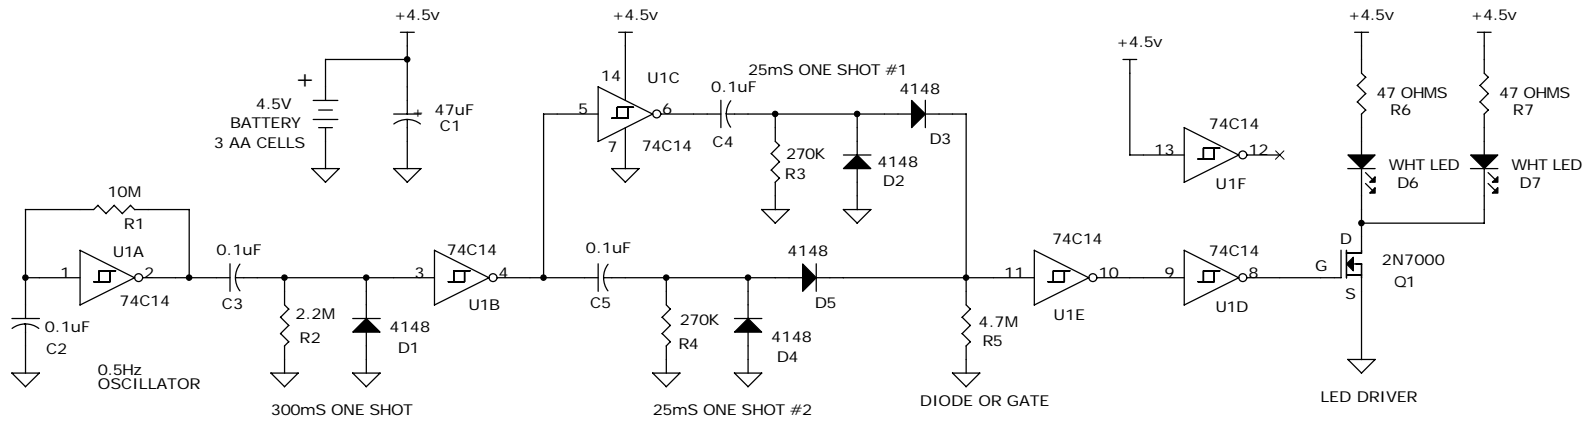 +4.5v
+4.5v
+4.5v
+4.5v
+4.5v
+
4.5V
BATTERY
3 AA CELLS
+
47uF
C1
14
U1C
5
6
7
74C14
25mS ONE SHOT #1
0.1uF
C4
270K
R3
4148
D2
4148
D3
13
74C14
12
U1F
47 OHMS
R6
47 OHMS
R7
WHT LED
D6
WHT LED
D7
10M
R1
U1A
1
2
74C14
0.1uF
C2
0.5Hz
OSCILLATOR
0.1uF
C3
2.2M
R2
4148
D1
300mS ONE SHOT
74C14
3
4
U1B
0.1uF
C5
270K
R4
4148
D4
25mS ONE SHOT #2
4148
D5
4.7M
R5
DIODE OR GATE
74C14
11
10
U1E
74C14
9
8
U1D
D
G
S
2N7000
Q1
LED DRIVER